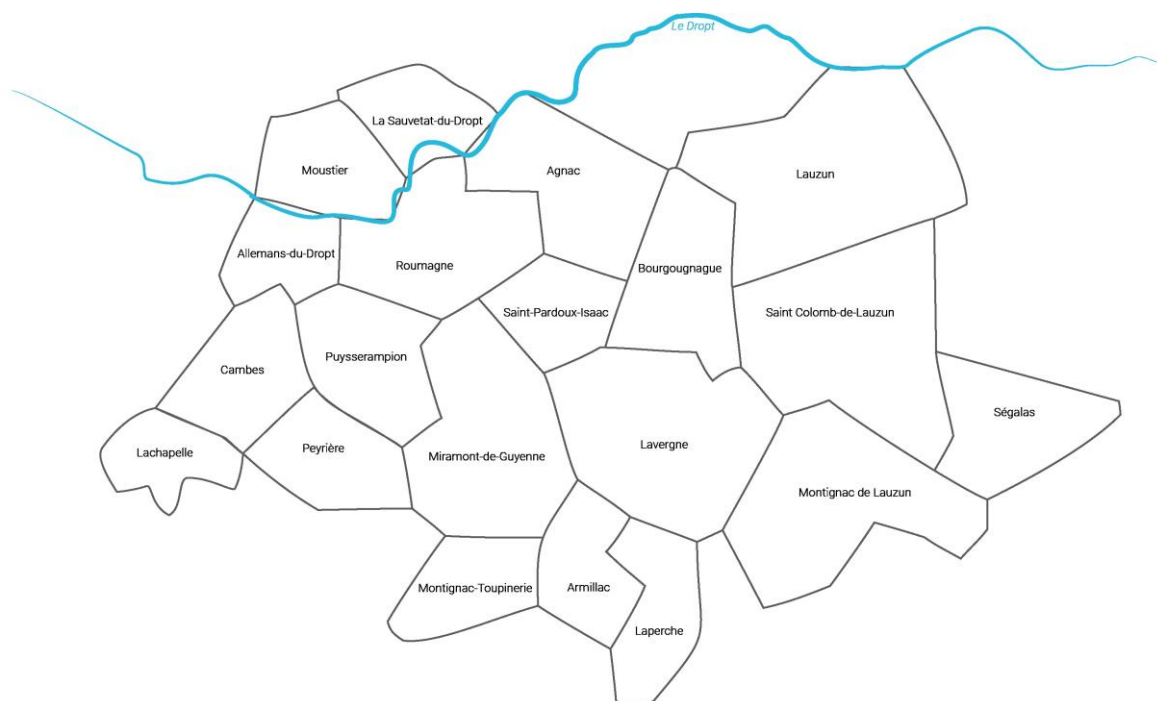 Le Dropt
La Sauvetat-du-Dropt
Moustier
Agnac
Lauzun
Allemans-du-Dropt
Roumagne
Bourgougnague
Saint-Pardoux-Isaac
Saint Colomb-de-Lauzun
Puysserampion
Cambes
Ségalas
Lachapelle
Peyrière
Miramont-de-Guyenne
Lavergne
Montignac de Lauzun
Montignac-Toupinerie
Armillac
Laperche